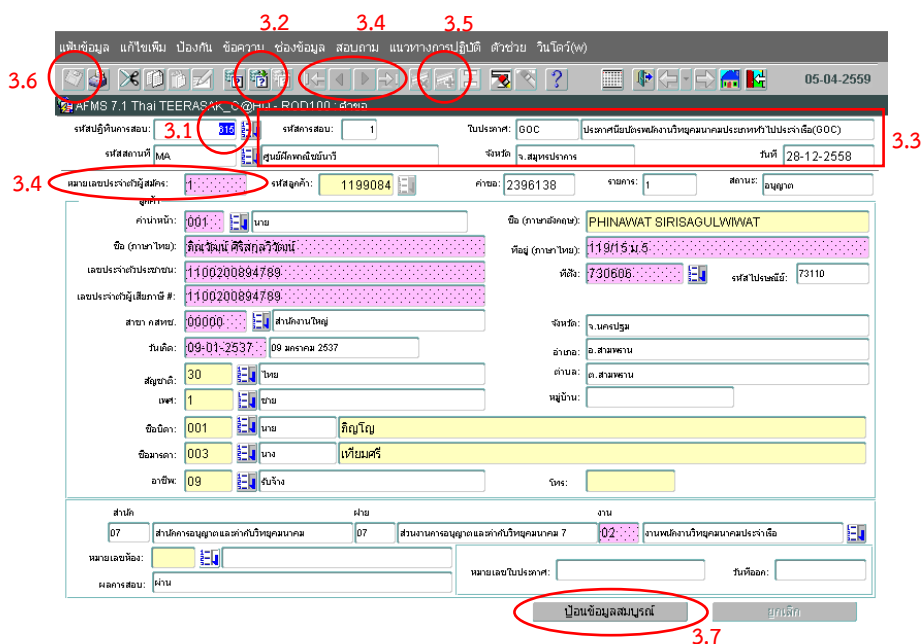 3.2 3.4 3.5
แฟ้มข้อมูล แก้ไขเพิ่ม ป้องกัน ข้อความ ช่องข้อมูล สอบถาม แนวทางการปฏิบัติ ตัวช่วย วินโดว์(w)
3.6 05-04-2559
AFMS 7.1 Thai TEERASAK_C@HQ - ROD100 : คำขอ
รหัสปฏิทินการสอบ: 3.1 615 รหัสการสอบ: 1 ใบประกาศ: GOC ประกาศนียบัตรพนักงานวิทยุคมนาคมประเภททั่วไปประจำเรือ(GOC)
3.3
รหัสสถานที่ MA ศูนย์ฝึกพาณิชย์นาวี จังหวัด จ.สมุทรปราการ วันที่ 28-12-2558
3.4 หมายเลขประจำตัวผู้สมัคร: 1 รหัสลูกค้า: 1199084 คำขอ: 2396138 รายการ: 1 สถานะ: อนุญาต
ลูกค้า
คำนำหน้า: 001 นาย ชื่อ (ภาษาอังกฤษ): PHINAWAT SIRISAGULWIWAT
ชื่อ (ภาษาไทย): ภิณวัฒน์ ศิริสกุลวิวัฒน์ ที่อยู่ (ภาษาไทย): 119/15 ม.5
เลขประจำตัวประชาชน: 1100200894789 ที่ตั้ง: 730606 รหัสไปรษณีย์: 73110
เลขประจำตัวผู้เสียภาษี #: 1100200894789
สาขา กสทช. 00000 สำนักงานใหญ่ จังหวัด: จ.นครปฐม
วันเกิด: 09-01-2537 09 มกราคม 2537 อำเภอ: อ.สามพราน
สัญชาติ: 30 ไทย ตำบล: ต.สามพราน
เพศ: 1 ชาย หมู่บ้าน:
ชื่อบิดา: 001 นาย ภิญโญ
ชื่อมารดา: 003 นาง เทียมศรี
อาชีพ: 09 รับจ้าง โทร:
สำนัก ฝ่าย งาน
07 สำนักการอนุญาตและกำกับวิทยุคมนาคม 07 ส่วนงานการอนุญาตและกำกับวิทยุคมนาคม 7 02 งานพนักงานวิทยุคมนาคมประจำเรือ
หมายเลขห้อง:
หมายเลขใบประกาศ: วันที่ออก:
ผลการสอบ: ผ่าน
ป้อนข้อมูลสมบูรณ์ ยกเลิก
3.7